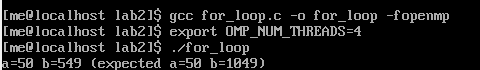 [me@localhost lab2]$ gcc for_loop.c -o for_loop -fopenmp
[me@localhost lab2]$ export OMP_NUM_THREADS=4
[me@localhost lab2]$ ./for_loop
a=50 b=549 (expected a=50 b=1049)